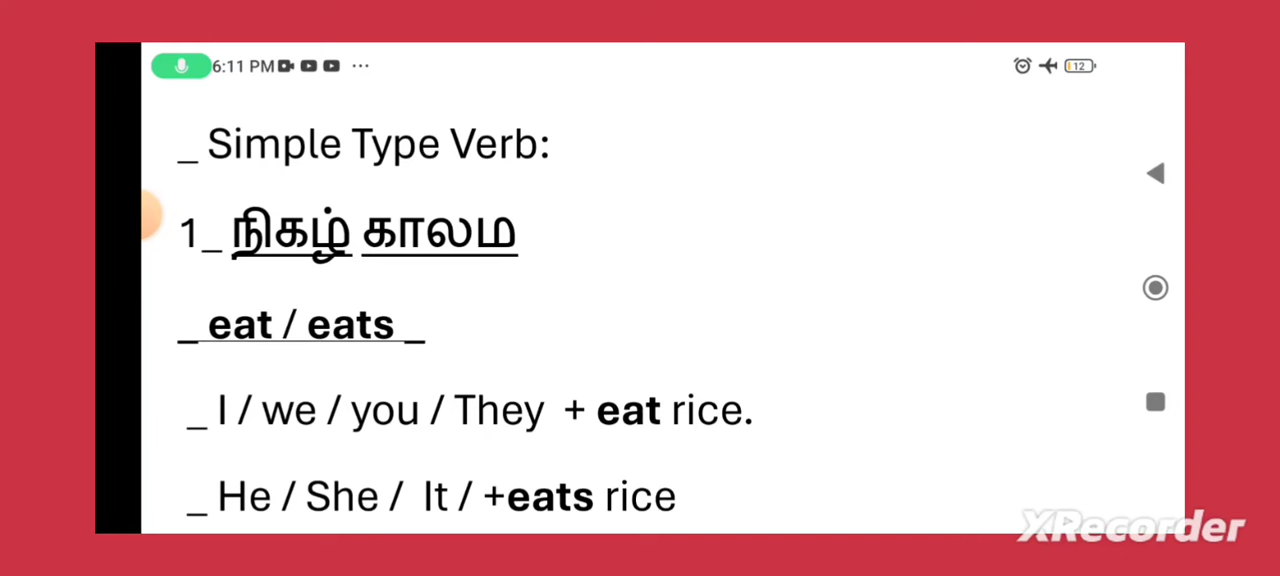 6:11 PM ...
12
_ Simple Type Verb:
1_ நிகழ் காலம
_ eat / eats _
_ I / we / you / They + eat rice.
_ He / She / It / +eats rice
XRecorder